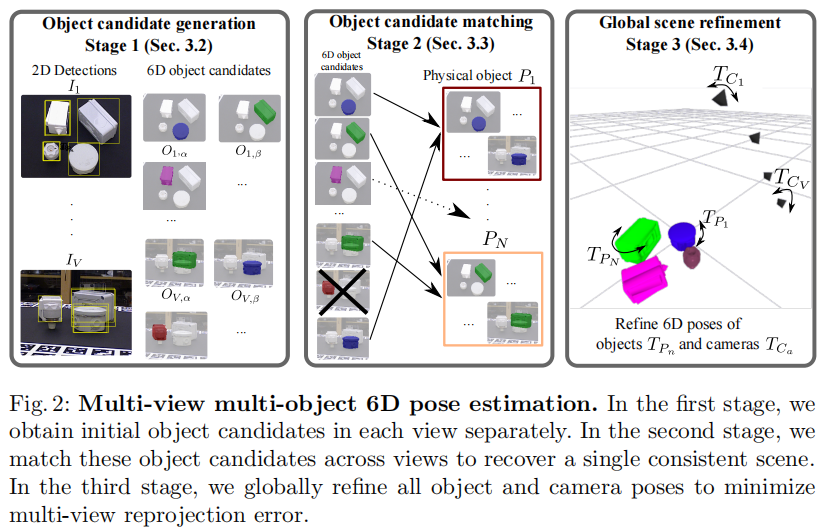 Object candidate generation
Stage 1 (Sec. 3.2)
2D Detections
6D object candidates
I_1
O_{1,α}
O_{1,β}
...
...
.
.
.
I_V
O_{V,α}
O_{V,β}
...
Object candidate matching
Stage 2 (Sec. 3.3)
6D object
candidates
Physical object P_1
...
...
...
...
.
.
.
P_N
...
...
Global scene refinement
Stage 3 (Sec. 3.4)
T_{C_1}
T_{C_V}
T_{P_1}
T_{P_N}
Refine 6D poses of
objects T_{P_n} and cameras T_{C_a}
Fig. 2: Multi-view multi-object 6D pose estimation. In the first stage, we
obtain initial object candidates in each view separately. In the second stage, we
match these object candidates across views to recover a single consistent scene.
In the third stage, we globally refine all object and camera poses to minimize
multi-view reprojection error.